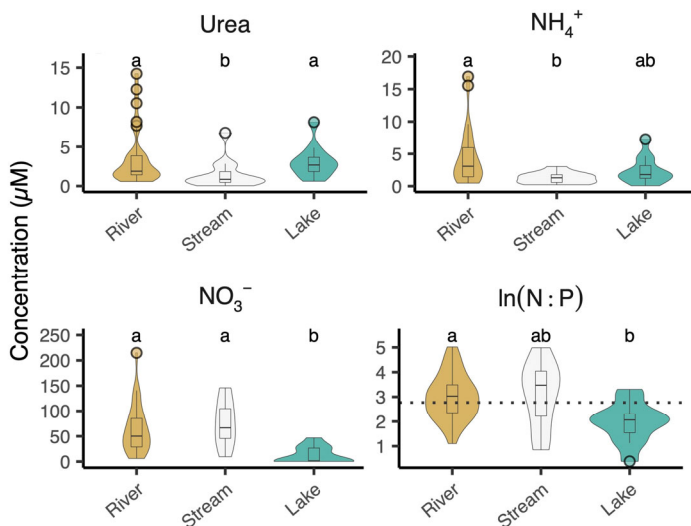 Urea
NH₄⁺
a b a
a b ab
15
10
5
0
20
15
10
5
0
River Stream Lake
River Stream Lake
Concentration (µM)
NO₃⁻
ln(N : P)
a a b
a ab b
250
200
150
100
50
0
5
4
3
2
1
River Stream Lake
River Stream Lake